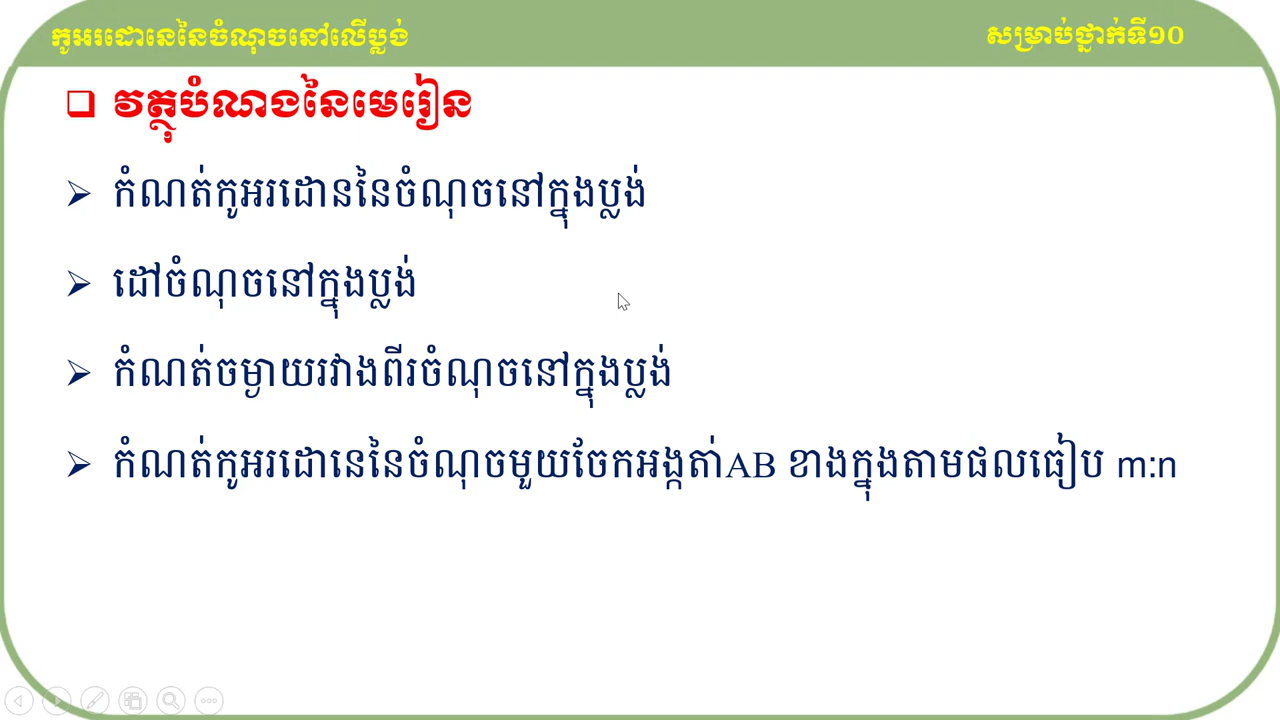 កូអរដោនេនៃចំណុចនៅលើប្លង់
សម្រាប់ថ្នាក់ទី១០
វត្ថុបំណងនៃមេរៀន
កំណត់កូអរដោននៃចំណុចនៅក្នុងប្លង់
ដៅចំណុចនៅក្នុងប្លង់
កំណត់ចម្ងាយរវាងពីរចំណុចនៅក្នុងប្លង់
កំណត់កូអរដោនេនៃចំណុចមួយចែកអង្កតា់AB ខាងក្នុងតាមផលធៀប m:n